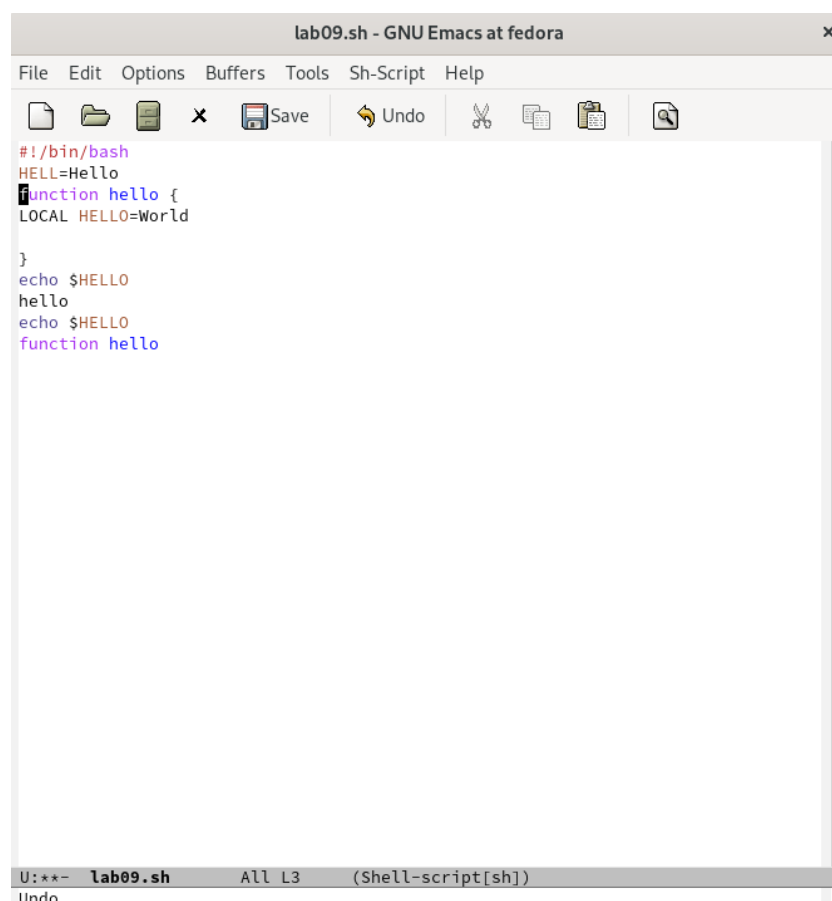 lab09.sh - GNU Emacs at fedora
File Edit Options Buffers Tools Sh-Script Help
Save Undo
#!/bin/bash
HELL=Hello
function hello {
LOCAL HELLO=World
}
echo $HELLO
hello
echo $HELLO
function hello
U:**- lab09.sh All L3 (Shell-script[sh])
Undo